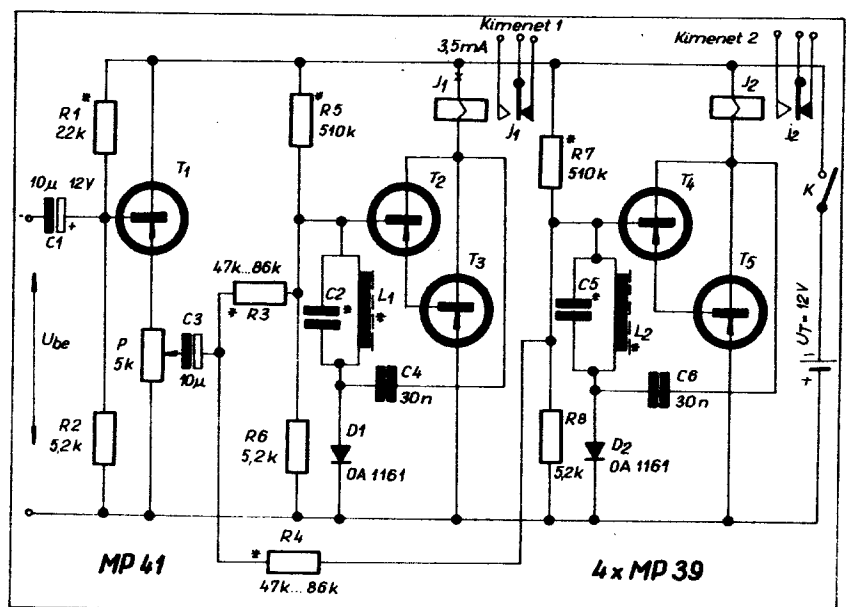 Kimenet 1
Kimenet 2
3,5mA
x
J1
J2
j1
j2
*
R1
22k
*
R5
510k
*
R7
510k
K
T1
T2
T3
T4
T5
10µ 12V
- +
C1
Ube
47k...86k
* R3
C3
10µ
P
5k
C2
*
L1
*
C4
30n
C5
*
L2
*
C6
30n
UT=12V
+
R2
5,2k
R6
5,2k
D1
OA 1161
R8
5,2k
D2
OA 1161
MP 41
* R4
47k...86k
4 x MP 39